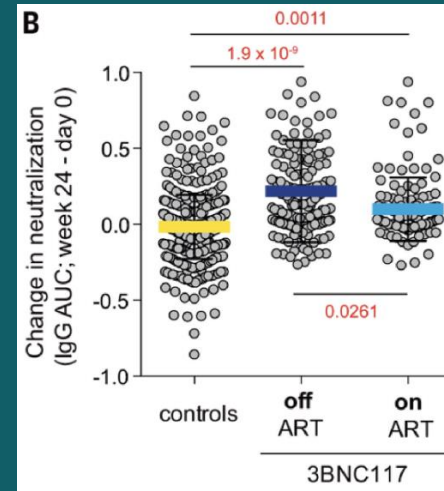 B
0.0011
1.9 x 10⁻⁹
Change in neutralization
(IgG AUC; week 24 - day 0)
1.0
0.5
0.0
-0.5
-1.0
0.0261
controls
off
ART
on
ART
3BNC117